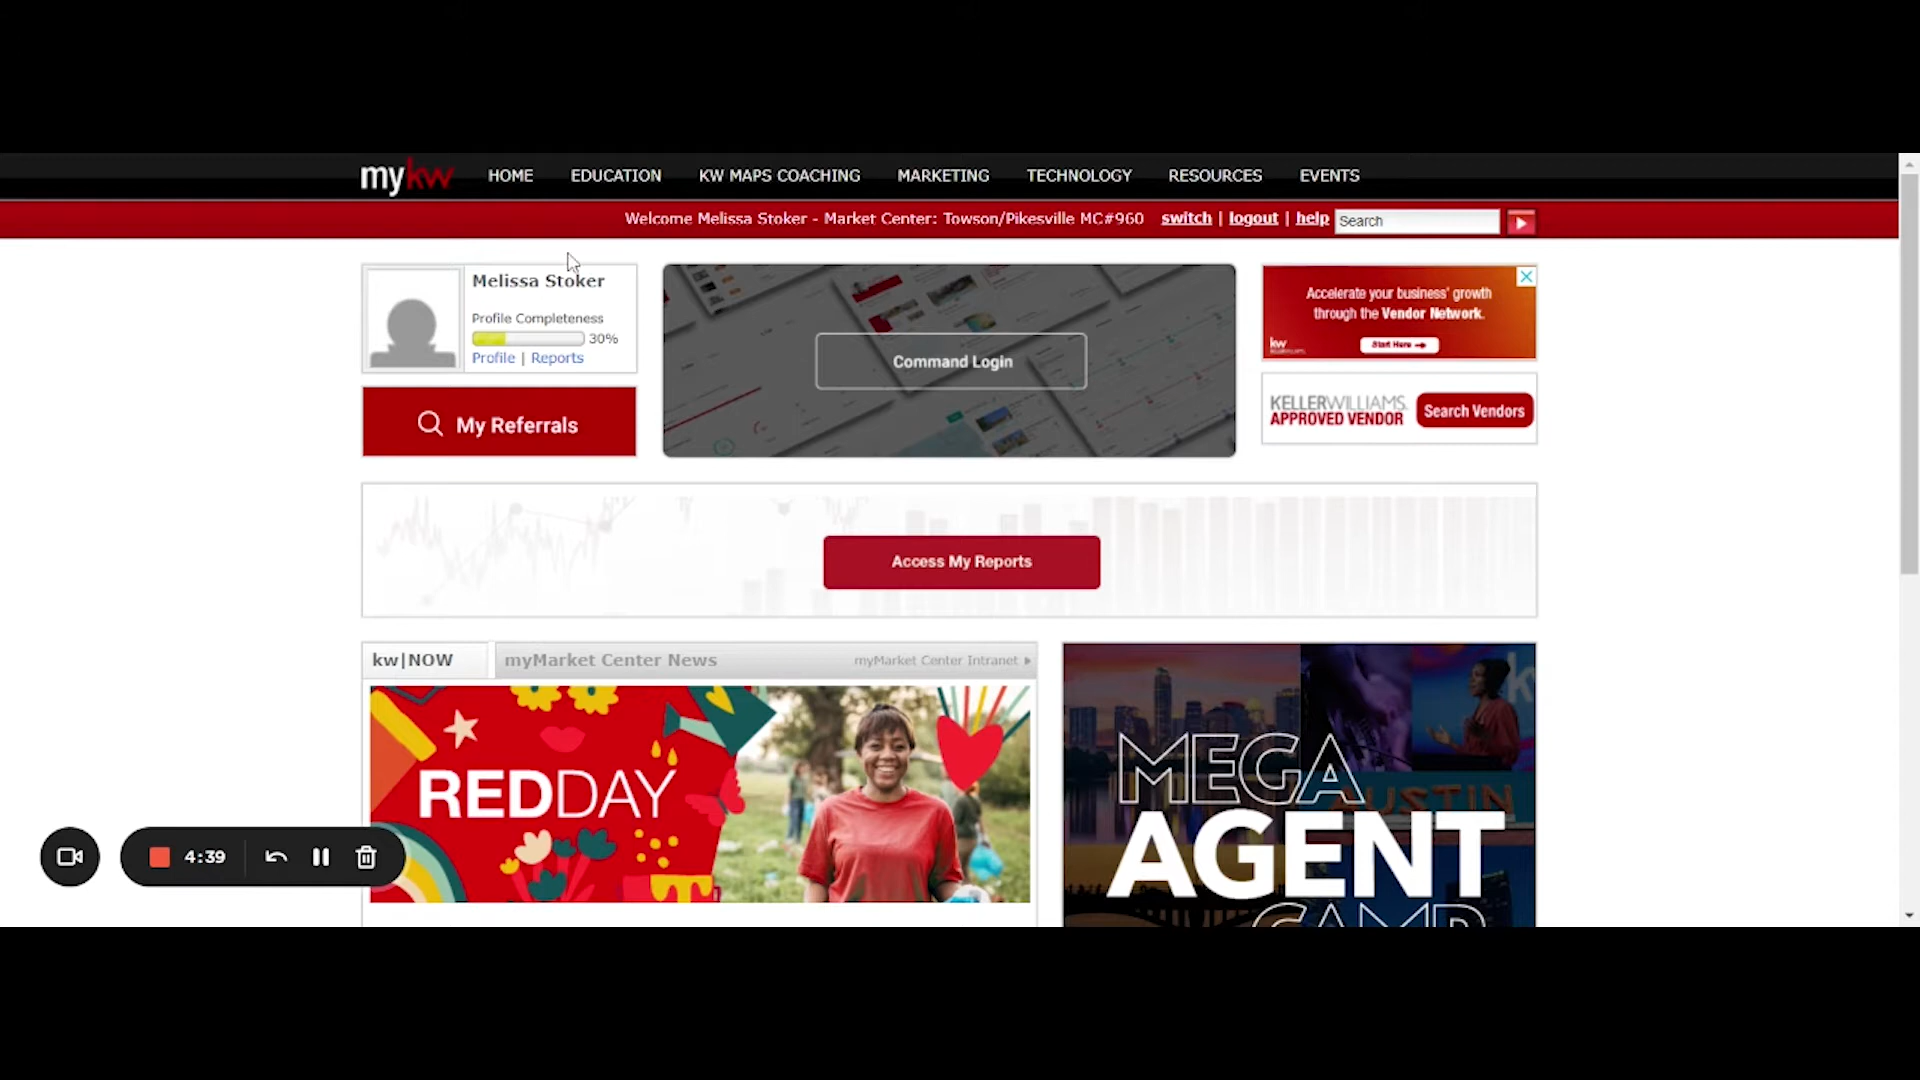 mykw HOME EDUCATION KW MAPS COACHING MARKETING TECHNOLOGY RESOURCES EVENTS
Welcome Melissa Stoker - Market Center: Towson/Pikesville MC#960 switch | logout | help Search
Melissa Stoker
Profile Completeness
30%
Profile | Reports
My Referrals
Command Login
Accelerate your business' growth
through the Vendor Network.
kw
Start Here
KELLERWILLIAMS.
APPROVED VENDOR
Search Vendors
Access My Reports
kw|NOW myMarket Center News myMarket Center Intranet
REDDAY
MEGA
AUSTIN
AGENT
CAMP
4:39